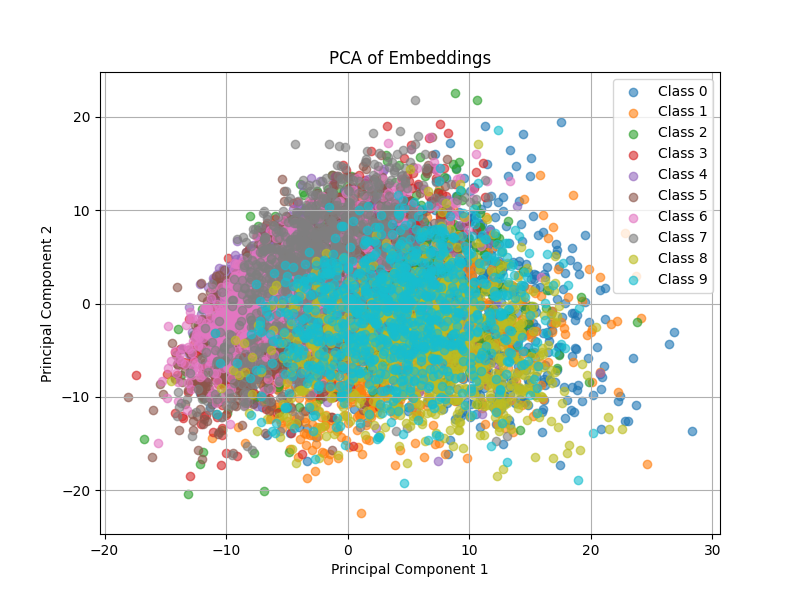 PCA of Embeddings
Class 0
Class 1
Class 2
Class 3
Class 4
Class 5
Class 6
Class 7
Class 8
Class 9
Principal Component 2
20
10
0
−10
−20
−20
−10
0
10
20
30
Principal Component 1